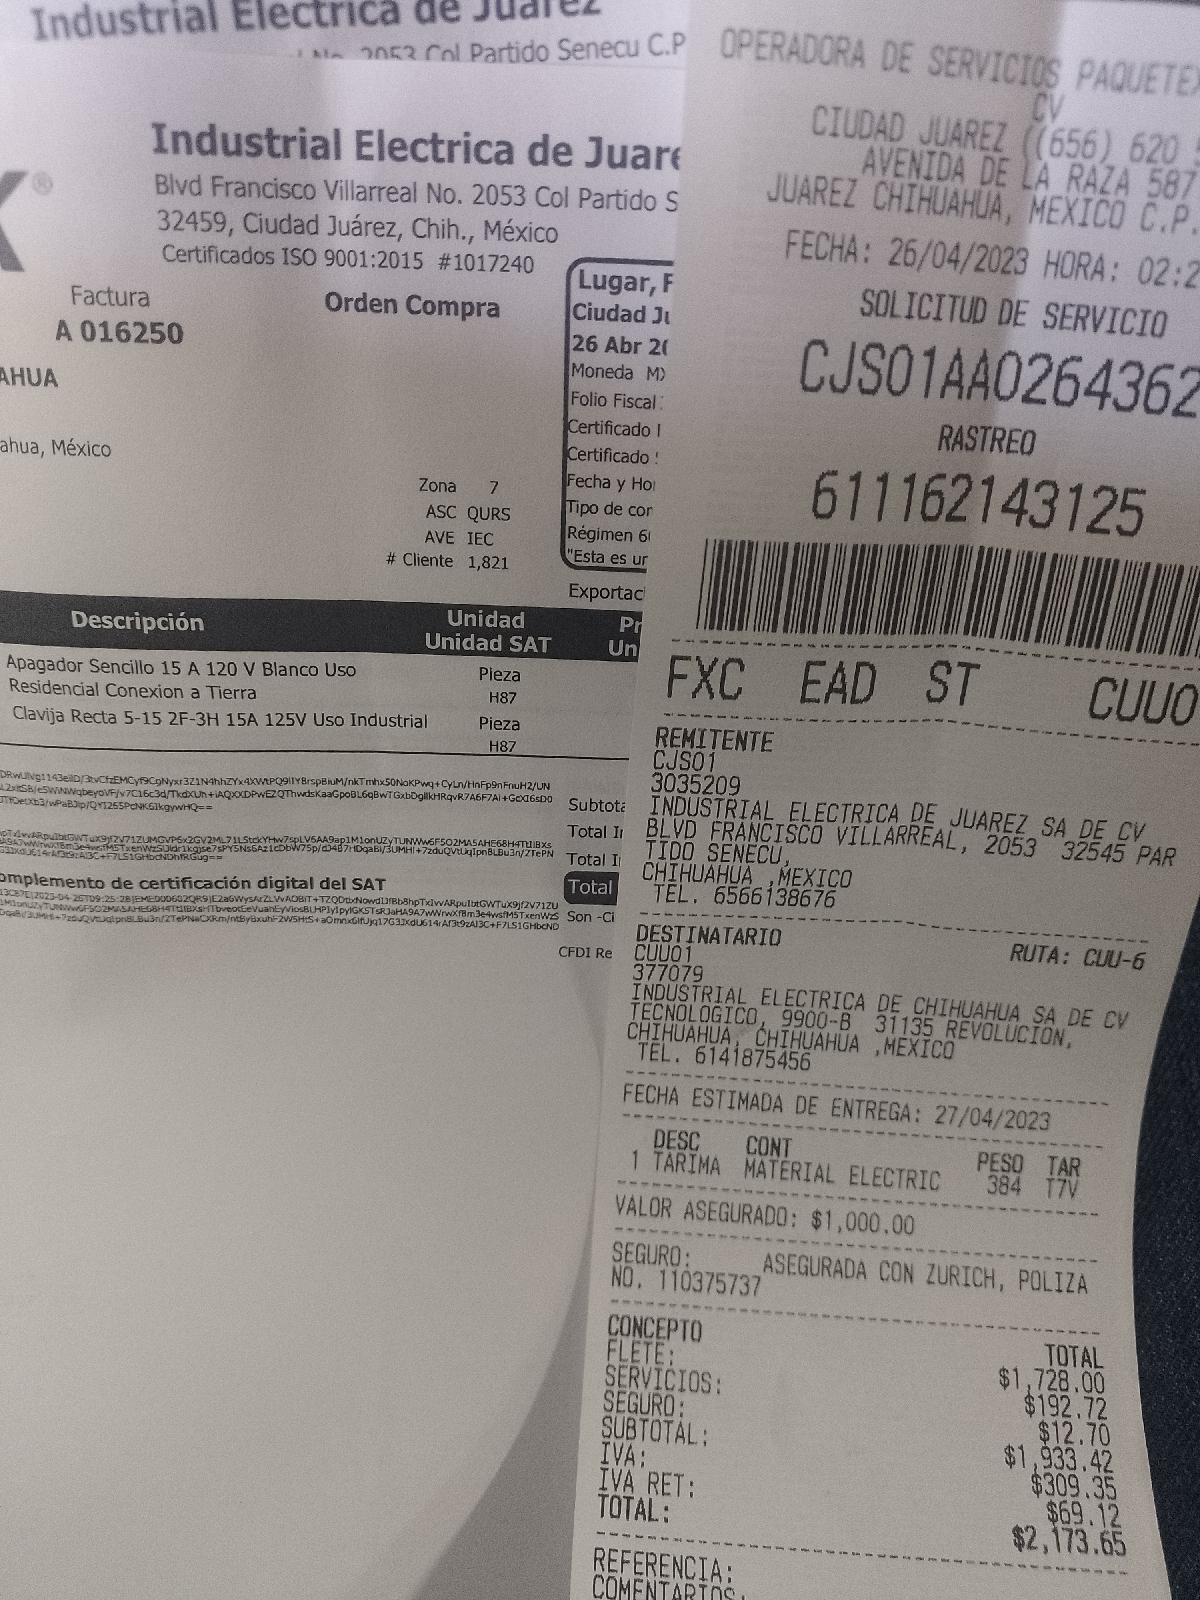 Industrial Electrica de Juarez
No. 2053 Col Partido Senecu C.P
Industrial Electrica de Juare
Blvd Francisco Villarreal No. 2053 Col Partido S
32459, Ciudad Juárez, Chih., México
Certificados ISO 9001:2015 #1017240
®
Factura
A 016250
Orden Compra
AHUA
ahua, México
Lugar, F
Ciudad Ju
26 Abr 20
Moneda MX
Folio Fiscal
Certificado
Certificado
Fecha y Ho
Tipo de con
Régimen 6
"Esta es un
Exportac
Zona 7
ASC QURS
AVE IEC
# Cliente 1,821
Descripción
Unidad
Unidad SAT
Pr
Un
Apagador Sencillo 15 A 120 V Blanco Uso
Residencial Conexion a Tierra
Pieza
H87
Clavija Recta 5-15 2F-3H 15A 125V Uso Industrial
Pieza
H87
omplemento de certificación digital del SAT
Subtota
Total I
Total I
Total
Son -Ci
CFDI Re
OPERADORA DE SERVICIOS PAQUETEX
CV
CIUDAD JUAREZ ((656) 620
AVENIDA DE LA RAZA 587
JUAREZ CHIHUAHUA, MEXICO C.P.
FECHA: 26/04/2023 HORA: 02:2
SOLICITUD DE SERVICIO
CJS01AA0264362
RASTREO
611162143125
FXC EAD ST CUU0
REMITENTE
CJS01
3035209
INDUSTRIAL ELECTRICA DE JUAREZ SA DE CV
BLVD FRANCISCO VILLARREAL, 2053 32545 PAR
TIDO SENECU,
CHIHUAHUA ,MEXICO
TEL. 6566138676
DESTINATARIO
RUTA: CUU-6
CUU01
377079
INDUSTRIAL ELECTRICA DE CHIHUAHUA SA DE CV
TECNOLOGICO, 9900-B 31135 REVOLUCION,
CHIHUAHUA, CHIHUAHUA ,MEXICO
TEL. 6141875456
FECHA ESTIMADA DE ENTREGA: 27/04/2023
DESC CONT PESO TAR
1 TARIMA MATERIAL ELECTRIC 384 T7V
VALOR ASEGURADO: $1,000.00
SEGURO: ASEGURADA CON ZURICH, POLIZA
NO. 110375737
CONCEPTO TOTAL
FLETE: $1,728.00
SERVICIOS: $192.72
SEGURO: $12.70
SUBTOTAL: $1,933.42
IVA: $309.35
IVA RET: $69.12
TOTAL: $2,173.65
REFERENCIA:
COMENTARIOS: